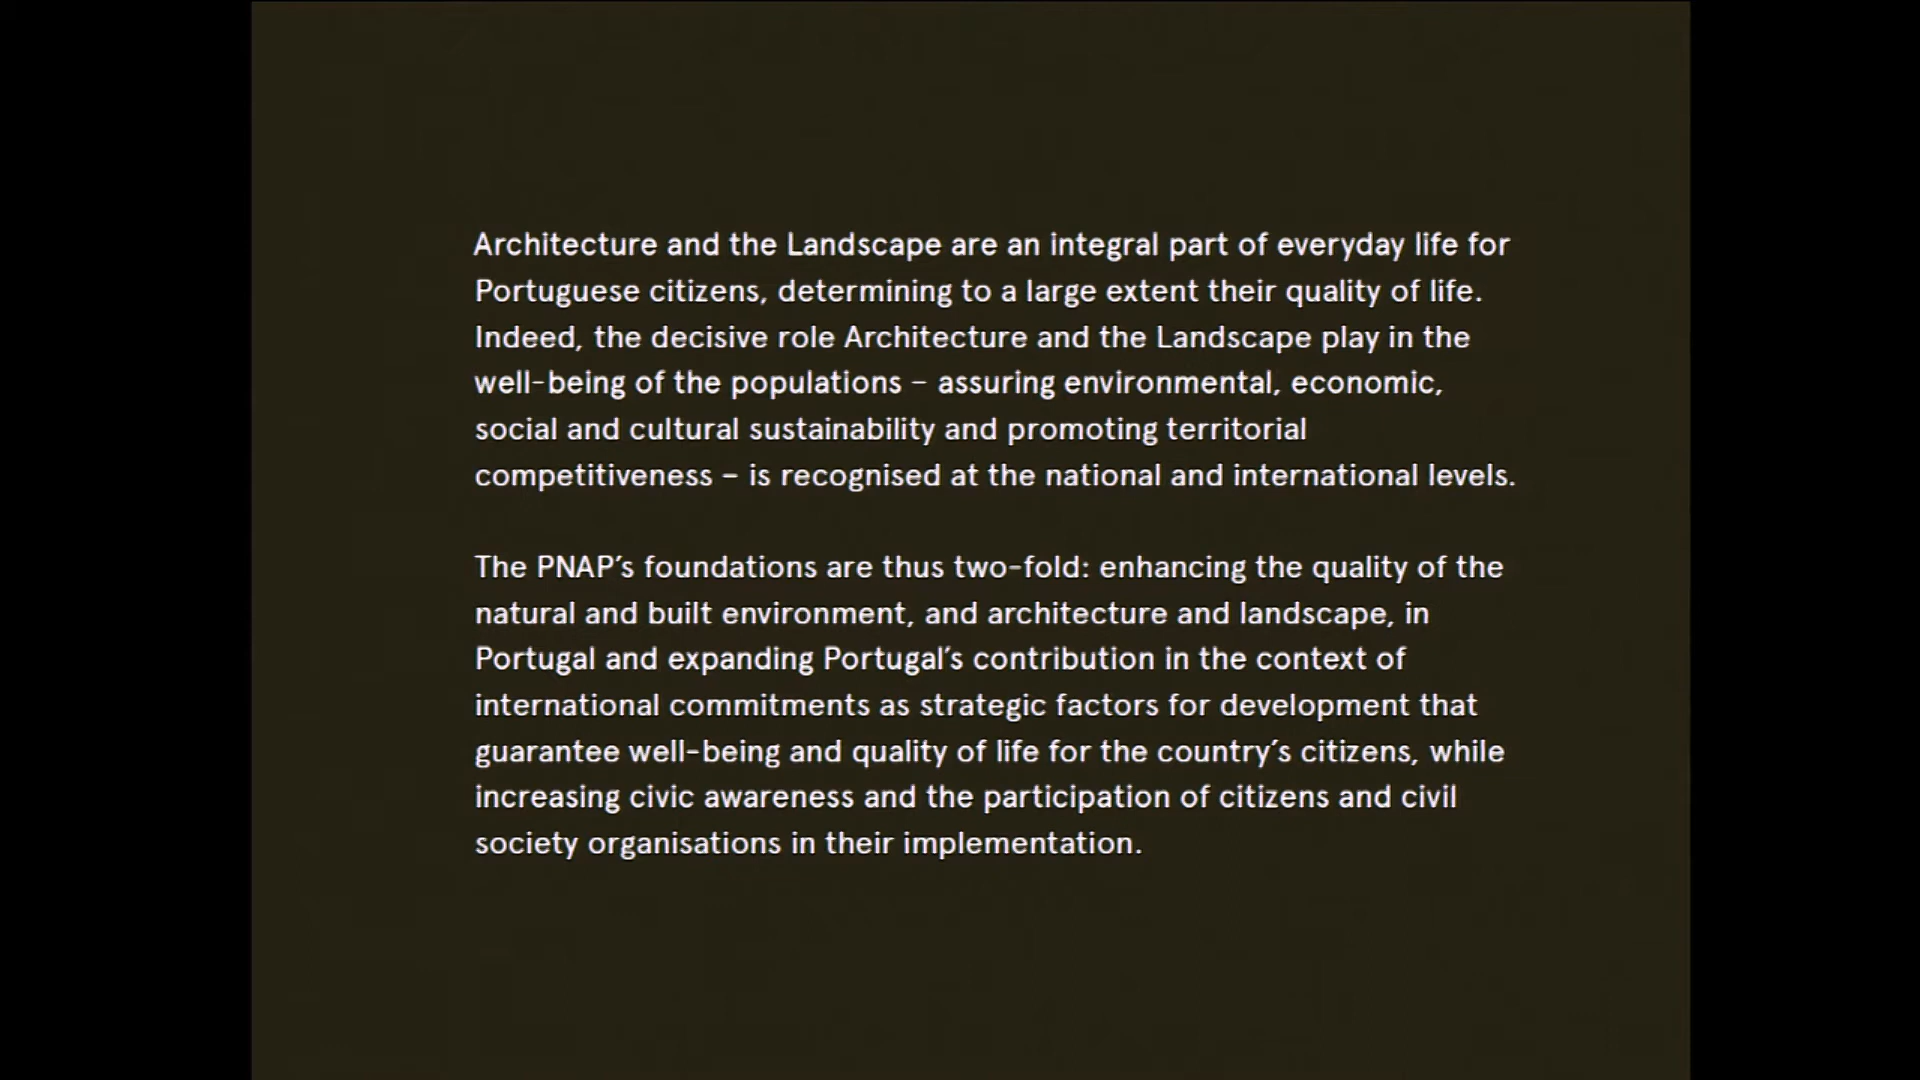 Architecture and the Landscape are an integral part of everyday life for
Portuguese citizens, determining to a large extent their quality of life.
Indeed, the decisive role Architecture and the Landscape play in the
well-being of the populations – assuring environmental, economic,
social and cultural sustainability and promoting territorial
competitiveness – is recognised at the national and international levels.
The PNAP’s foundations are thus two-fold: enhancing the quality of the
natural and built environment, and architecture and landscape, in
Portugal and expanding Portugal’s contribution in the context of
international commitments as strategic factors for development that
guarantee well-being and quality of life for the country’s citizens, while
increasing civic awareness and the participation of citizens and civil
society organisations in their implementation.